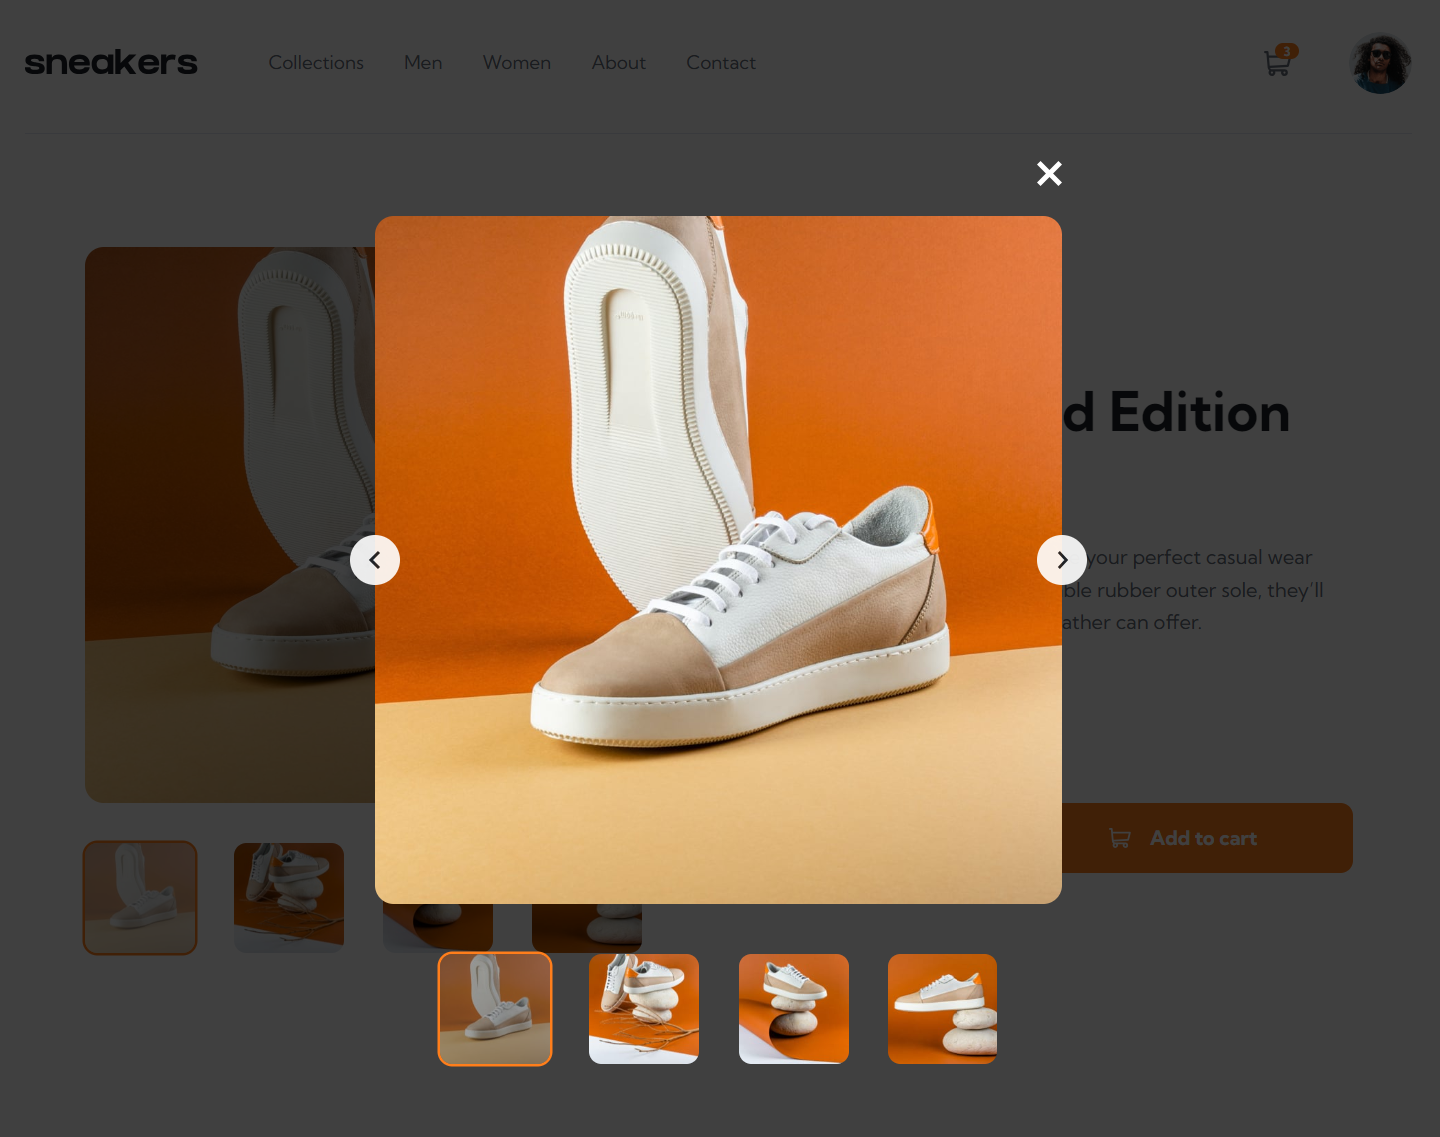 sneakers Collections Men Women About Contact 3
d Edition
your perfect casual wear
ble rubber outer sole, they'll
ather can offer.
Add to cart